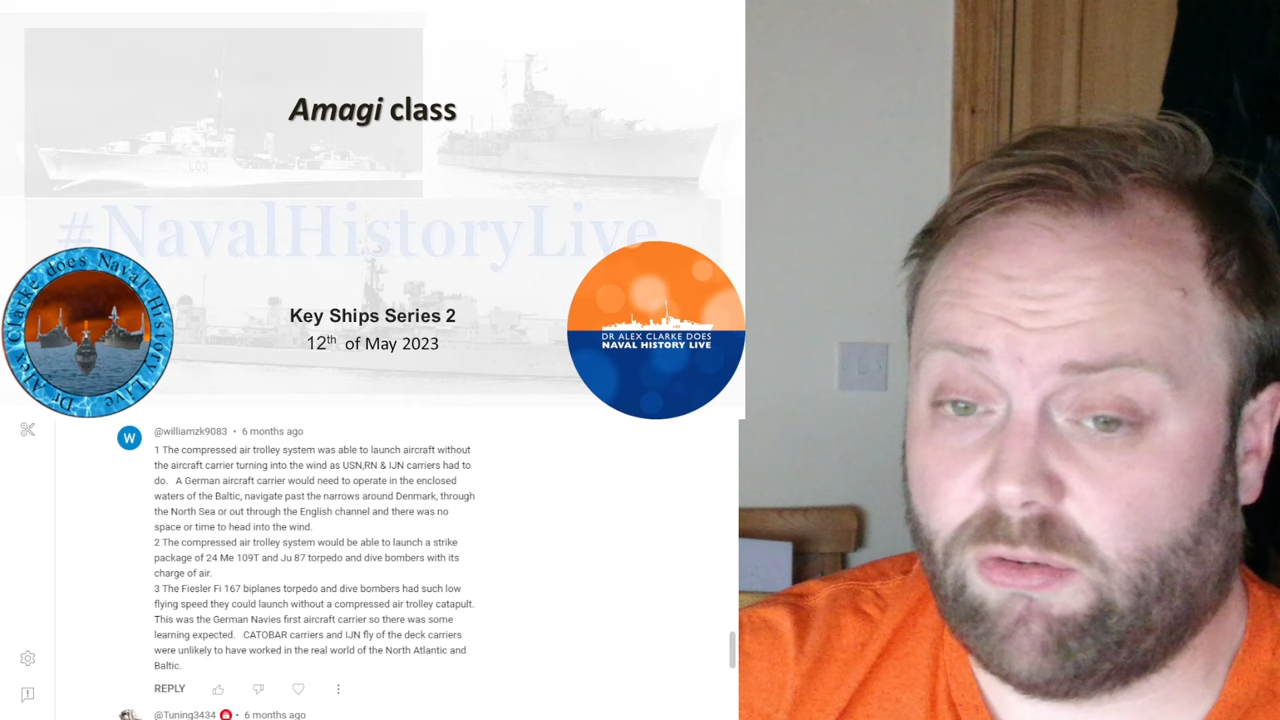 Amagi class
L03
#NavalHistoryLive
Dr Alex Clarke does Naval History Live
Key Ships Series 2
12th of May 2023
DR ALEX CLARKE DOES
NAVAL HISTORY LIVE
W
@williamzk9083 • 6 months ago
1 The compressed air trolley system was able to launch aircraft without
the aircraft carrier turning into the wind as USN,RN & IJN carriers had to
do. A German aircraft carrier would need to operate in the enclosed
waters of the Baltic, navigate past the narrows around Denmark, through
the North Sea or out through the English channel and there was no
space or time to head into the wind.
2 The compressed air trolley system would be able to launch a strike
package of 24 Me 109T and Ju 87 torpedo and dive bombers with its
charge of air.
3 The Fiesler Fi 167 biplanes torpedo and dive bombers had such low
flying speed they could launch without a compressed air trolley catapult.
This was the German Navies first aircraft carrier so there was some
learning expected. CATOBAR carriers and IJN fly of the deck carriers
were unlikely to have worked in the real world of the North Atlantic and
Baltic.
REPLY
@Tuning3434 • 6 months ago